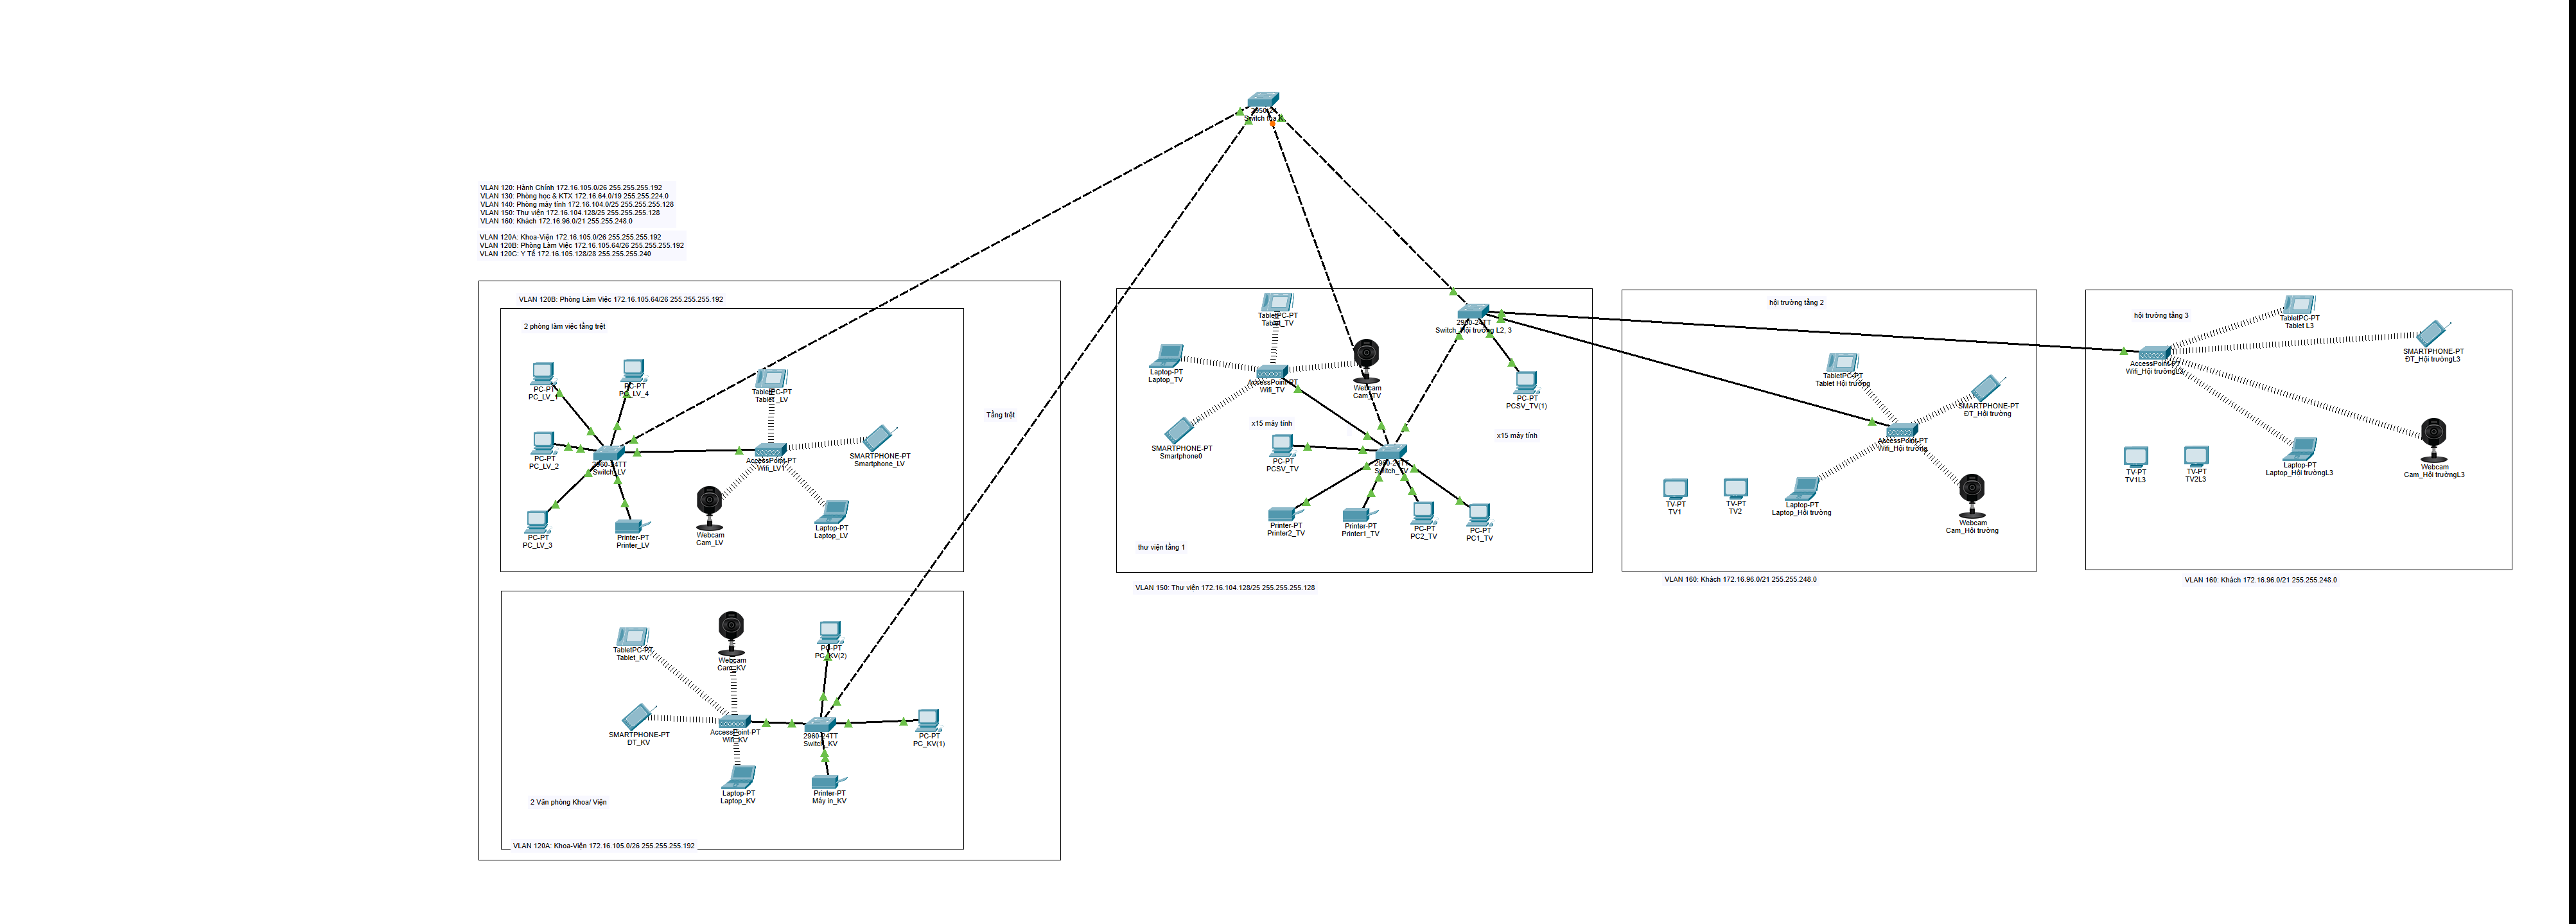 2950-24
Switch tòa
VLAN 120: Hành Chính 172.16.105.0/26 255.255.255.192
VLAN 130: Phòng học & KTX 172.16.64.0/19 255.255.224.0
VLAN 140: Phòng máy tính 172.16.104.0/25 255.255.255.128
VLAN 150: Thư viện 172.16.104.128/25 255.255.255.128
VLAN 160: Khách 172.16.96.0/21 255.255.248.0
VLAN 120A: Khoa-Viện 172.16.105.0/26 255.255.255.192
VLAN 120B: Phòng Làm Việc 172.16.105.64/26 255.255.255.192
VLAN 120C: Y Tế 172.16.105.128/28 255.255.255.240
VLAN 120B: Phòng Làm Việc 172.16.105.64/26 255.255.255.192
2 phòng làm việc tầng trệt
PC-PT
PC_LV_1
PC-PT
PC_LV_4
TabletPC-PT
Tablet_LV
PC-PT
PC_LV_2
2960-24TT
Switch_LV
AccessPoint-PT
Wifi_LV1
SMARTPHONE-PT
Smartphone_LV
PC-PT
PC_LV_3
Printer-PT
Printer_LV
Webcam
Cam_LV
Laptop-PT
Laptop_LV
Tầng trệt
TabletPC-PT
Tablet_KV
Webcam
Cam_KV
PC-PT
PC_KV(2)
SMARTPHONE-PT
ĐT_KV
AccessPoint-PT
Wifi_KV
2960-24TT
Switch_KV
PC-PT
PC_KV(1)
Laptop-PT
Laptop_KV
Printer-PT
Máy in_KV
2 Văn phòng Khoa/ Viện
VLAN 120A: Khoa-Viện 172.16.105.0/26 255.255.255.192
TabletPC-PT
Tablet_TV
2960-24TT
Switch_Hội trường L2, 3
Laptop-PT
Laptop_TV
AccessPoint-PT
Wifi_TV
Webcam
Cam_TV
PC-PT
PCSV_TV(1)
x15 máy tính
x15 máy tính
SMARTPHONE-PT
Smartphone0
PC-PT
PCSV_TV
2960-24TT
Switch_TV
Printer-PT
Printer2_TV
Printer-PT
Printer1_TV
PC-PT
PC2_TV
PC-PT
PC1_TV
thư viện tầng 1
VLAN 150: Thư viện 172.16.104.128/25 255.255.255.128
hội trường tầng 2
TabletPC-PT
Tablet Hội trường
SMARTPHONE-PT
ĐT_Hội trường
AccessPoint-PT
Wifi_Hội trường
TV-PT
TV1
TV-PT
TV2
Laptop-PT
Laptop_Hội trường
Webcam
Cam_Hội trường
VLAN 160: Khách 172.16.96.0/21 255.255.248.0
hội trường tầng 3
TabletPC-PT
Tablet L3
SMARTPHONE-PT
ĐT_Hội trườngL3
AccessPoint-PT
Wifi_Hội trườngL3
TV-PT
TV1L3
TV-PT
TV2L3
Laptop-PT
Laptop_Hội trườngL3
Webcam
Cam_Hội trườngL3
VLAN 160: Khách 172.16.96.0/21 255.255.248.0